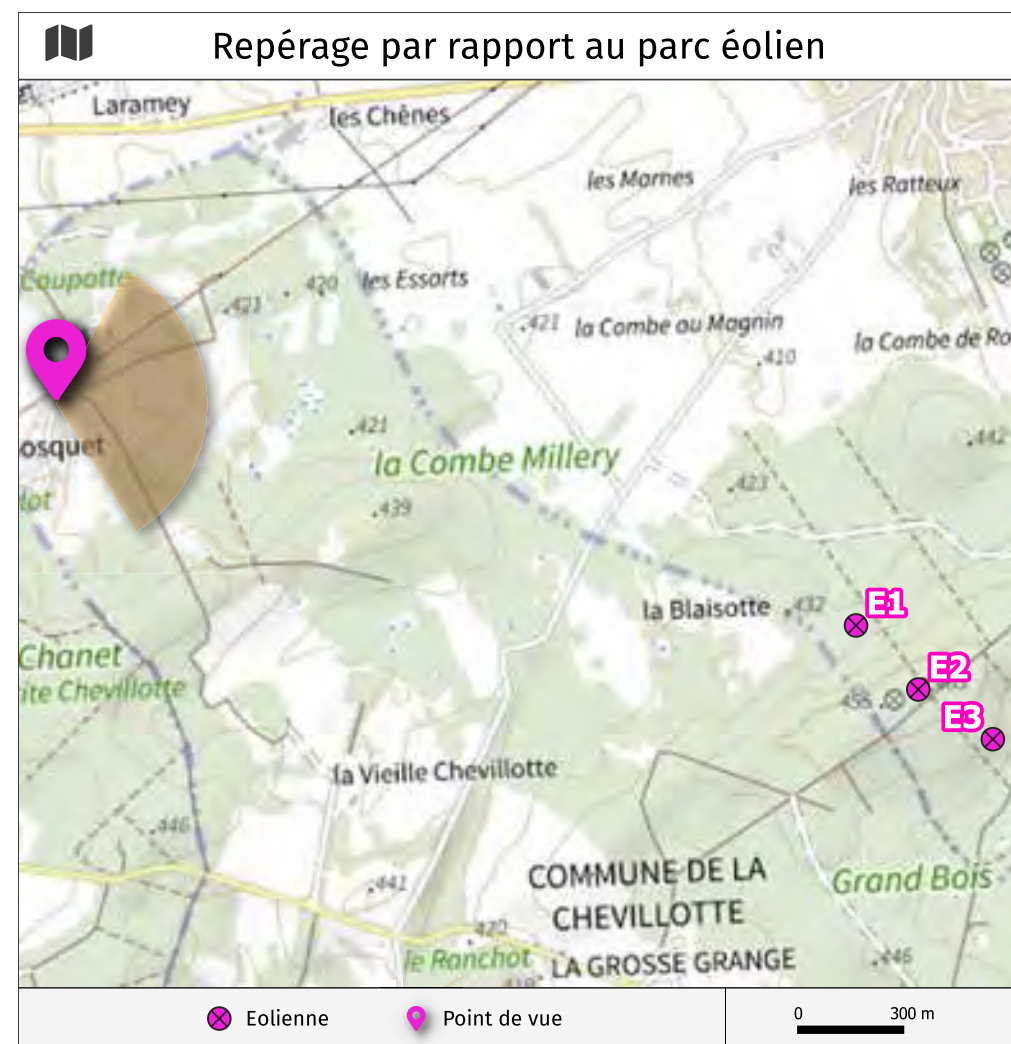 Repérage par rapport au parc éolien
Laramey
les Chênes
les Mornes
les Ratteux
Coupotte
.421
420
les Essorts
.421
la Combe au Magnin
.410
la Combe de Ro
osquet
.421
la Combe Millery
.442
lot
.439
.423
la Blaisotte
.432
E1
Chanet
ite Chevillotte
E2
E3
la Vieille Chevillotte
.446
.441
COMMUNE DE LA
CHEVILLOTTE
Grand Bois
420
le Ranchot
LA GROSSE GRANGE
.446
Eolienne
Point de vue
0
300 m